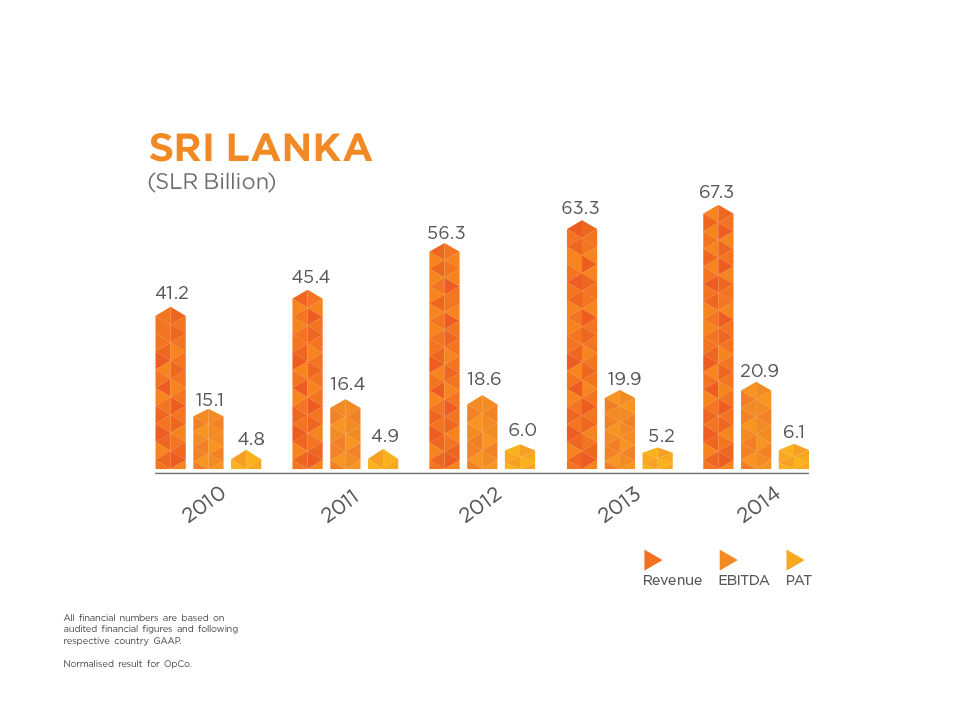 SRI LANKA
(SLR Billion)
41.2
15.1
4.8
45.4
16.4
4.9
56.3
18.6
6.0
63.3
19.9
5.2
67.3
20.9
6.1
2010
2011
2012
2013
2014
Revenue
EBITDA
PAT
All financial numbers are based on
audited financial figures and following
respective country GAAP.
Normalised result for OpCo.